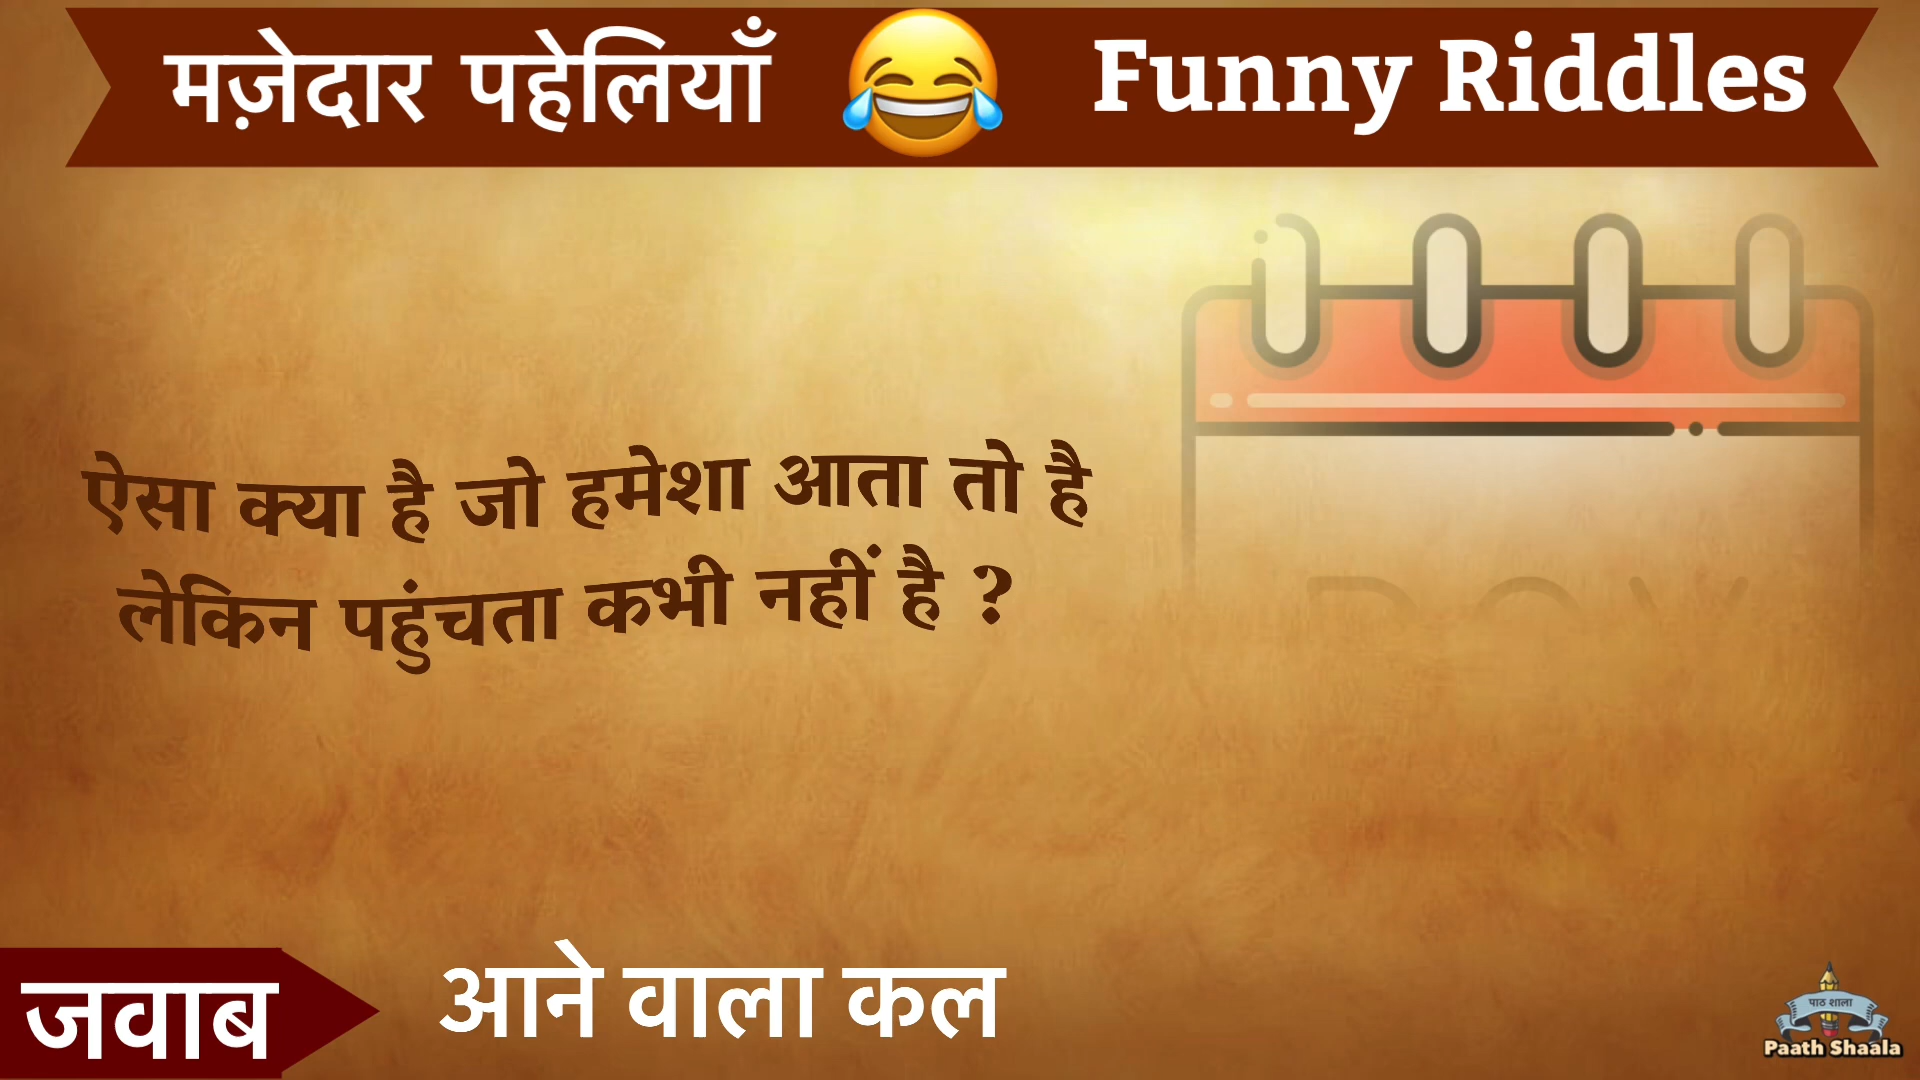 मज़ेदार पहेलियाँ 😂 Funny Riddles
ऐसा क्या है जो हमेशा आता तो है
लेकिन पहुंचता कभी नहीं है ?
जवाब आने वाला कल
पाठ शाला
Paath Shaala